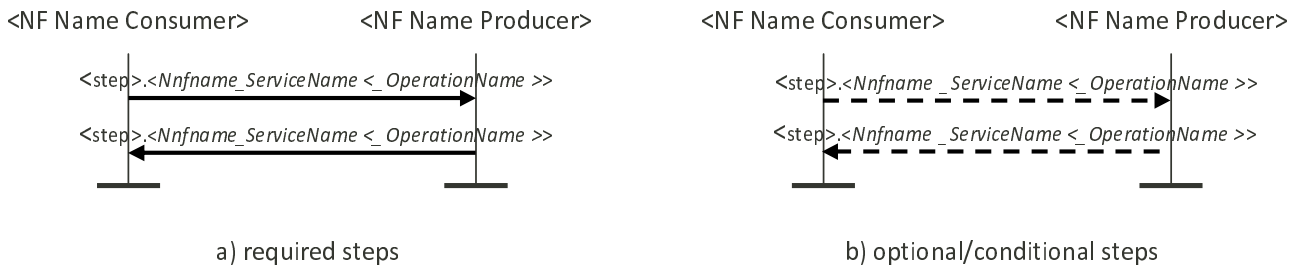 <NF Name Consumer> <NF Name Producer> <NF Name Consumer> <NF Name Producer>
<step>.<Nnfname_ServiceName <_OperationName >> <step>.<Nnfname _ServiceName <_OperationName >>
<step>.<Nnfname_ServiceName <_OperationName >> <step>.<Nnfname _ServiceName <_OperationName >>
a) required steps b) optional/conditional steps